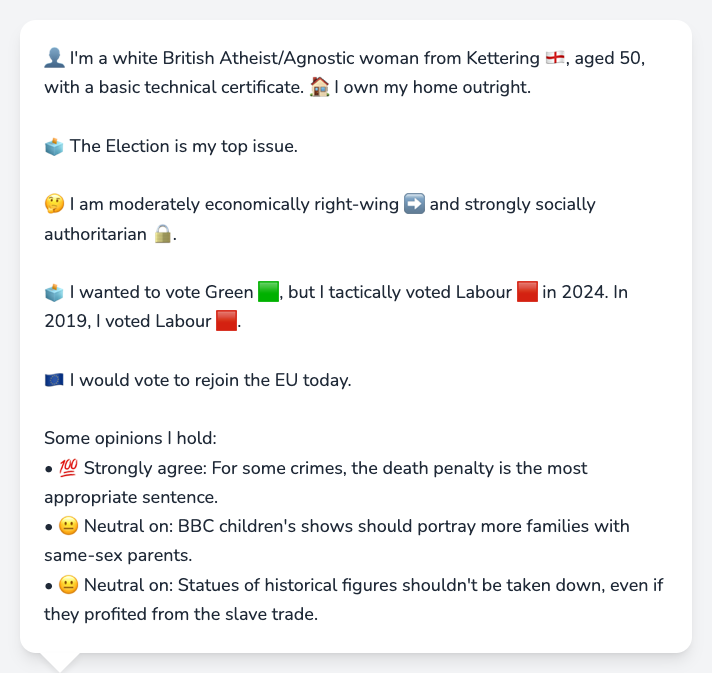 👤 I'm a white British Atheist/Agnostic woman from Kettering 🏴󠁧󠁢󠁥󠁮󠁧󠁿, aged 50,
with a basic technical certificate. 🏠 I own my home outright.
🗳️ The Election is my top issue.
🤔 I am moderately economically right-wing ➡️ and strongly socially
authoritarian 🔒.
🗳️ I wanted to vote Green 🟩, but I tactically voted Labour 🟥 in 2024. In
2019, I voted Labour 🟥.
🇪🇺 I would vote to rejoin the EU today.
Some opinions I hold:
• 💯 Strongly agree: For some crimes, the death penalty is the most
appropriate sentence.
• 😐 Neutral on: BBC children's shows should portray more families with
same-sex parents.
• 😐 Neutral on: Statues of historical figures shouldn't be taken down, even if
they profited from the slave trade.